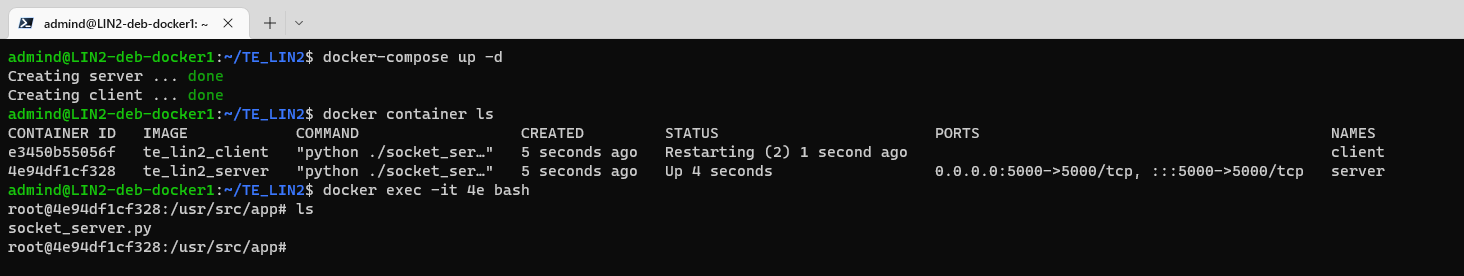 admind@LIN2-deb-docker1: ~
admind@LIN2-deb-docker1:~/TE_LIN2$ docker-compose up -d
Creating server ... done
Creating client ... done
admind@LIN2-deb-docker1:~/TE_LIN2$ docker container ls
CONTAINER ID   IMAGE            COMMAND                  CREATED         STATUS                        PORTS                                       NAMES
e3450b55056f   te_lin2_client   "python ./socket_ser…"   5 seconds ago   Restarting (2) 1 second ago                                               client
4e94df1cf328   te_lin2_server   "python ./socket_ser…"   5 seconds ago   Up 4 seconds                  0.0.0.0:5000->5000/tcp, :::5000->5000/tcp   server
admind@LIN2-deb-docker1:~/TE_LIN2$ docker exec -it 4e bash
root@4e94df1cf328:/usr/src/app# ls
socket_server.py
root@4e94df1cf328:/usr/src/app#